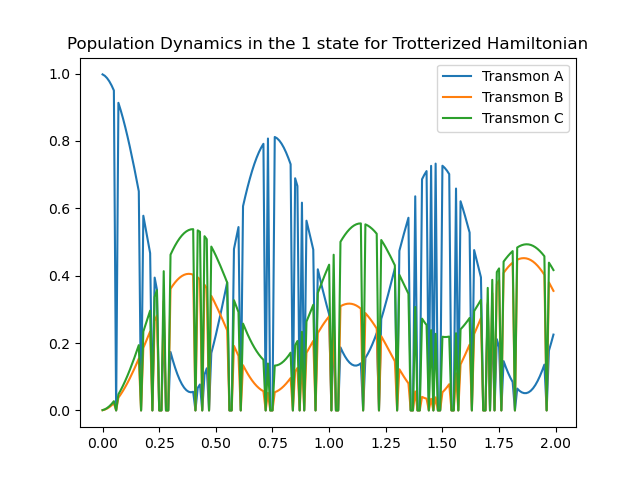 Population Dynamics in the 1 state for Trotterized Hamiltonian
Transmon A
Transmon B
Transmon C
1.0
0.8
0.6
0.4
0.2
0.0
0.00 0.25 0.50 0.75 1.00 1.25 1.50 1.75 2.00